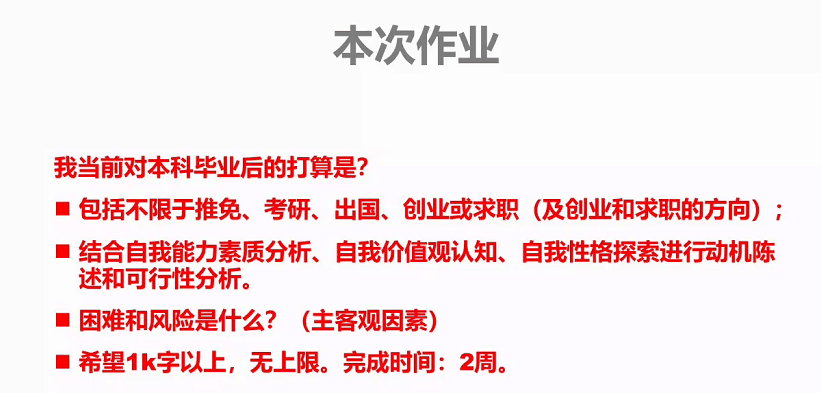 本次作业
我当前对本科毕业后的打算是？
■ 包括不限于推免、考研、出国、创业或求职（及创业和求职的方向）；
■ 结合自我能力素质分析、自我价值观认知、自我性格探索进行动机陈
述和可行性分析。
■ 困难和风险是什么？（主客观因素）
■ 希望1k字以上，无上限。完成时间：2周。